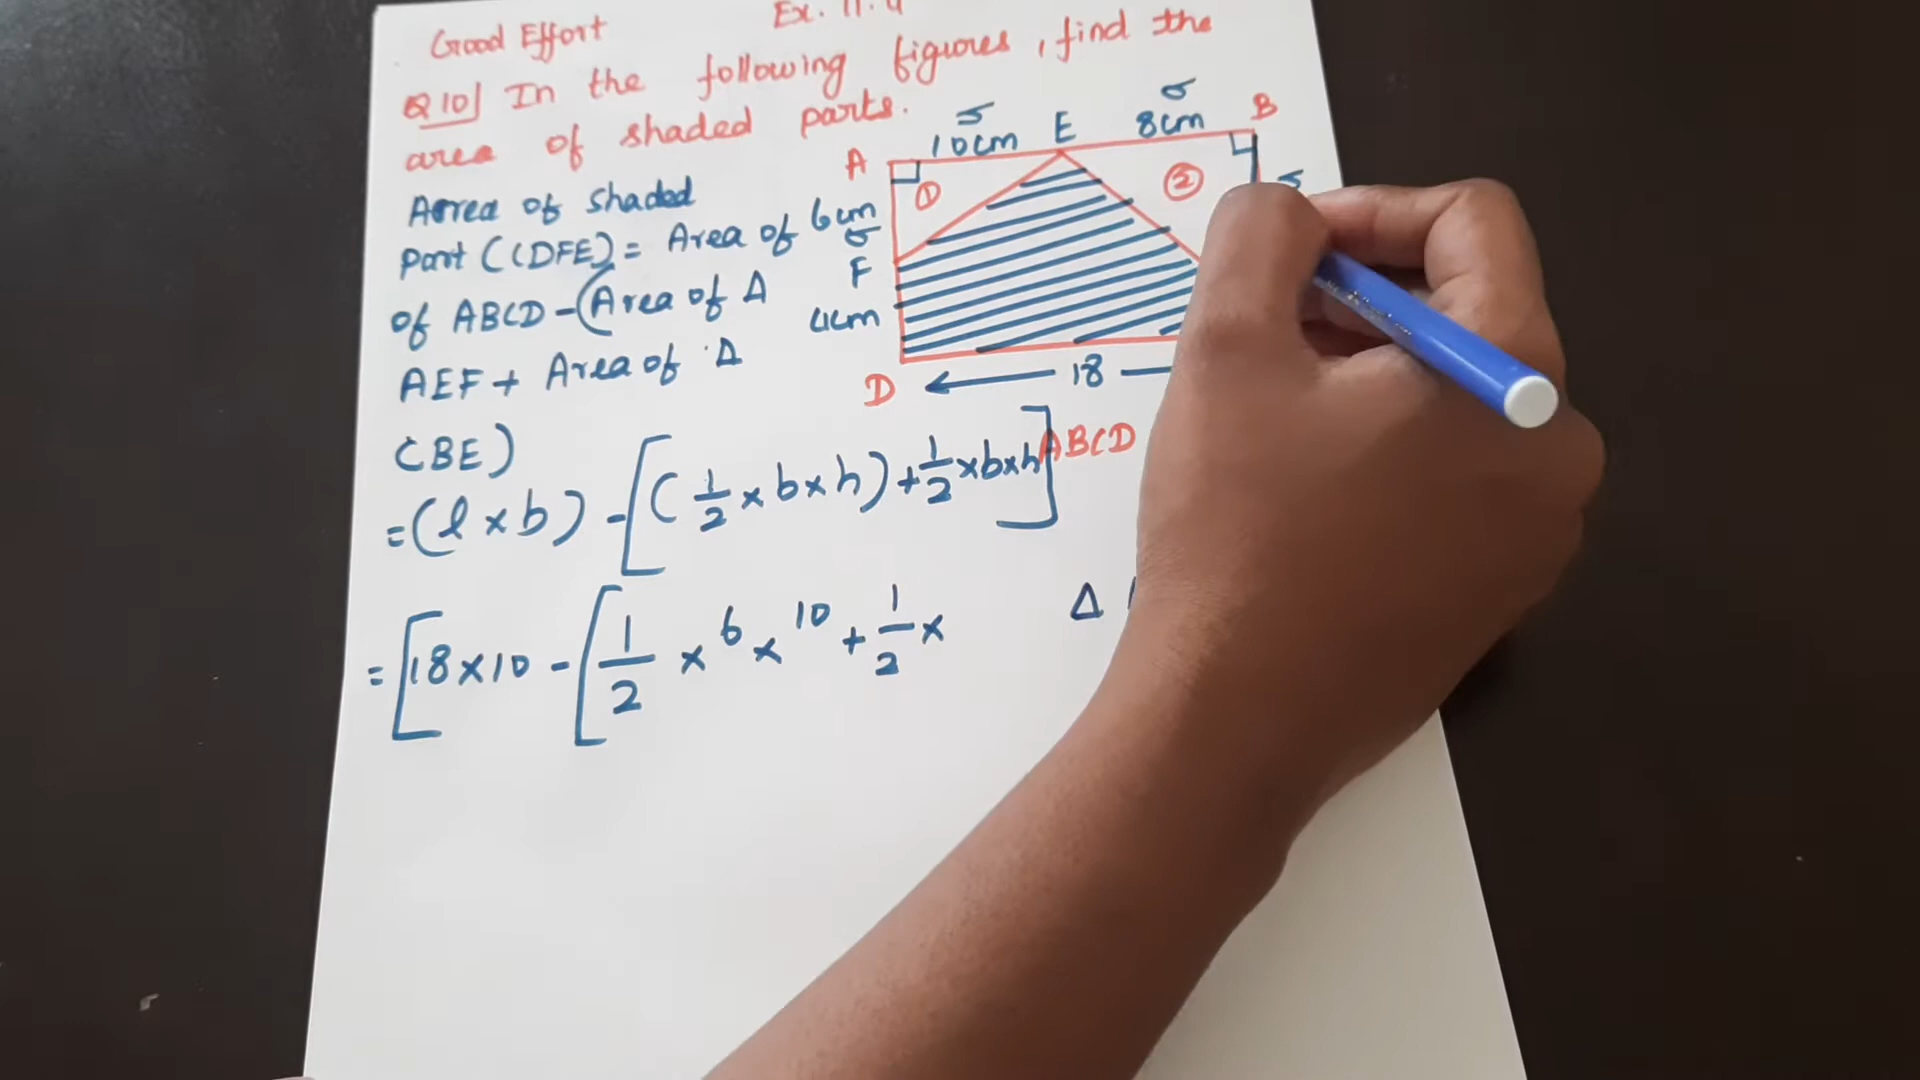 Good Effort
Ex. 11.4
Q 10) In the following figures, find the
area of shaded parts.
10cm E 8cm B
A
① ②
Area of shaded
part (CDFE) = Area of
6cm
F
of ABCD - (Area of Δ
4cm
AEF + Area of Δ
D ← 18
CBE)
ABCD
= (l × b) - [(1/2 × b × h) + 1/2 × b × h]
Δ
= [18 × 10 - [1/2 × 6 × 10 + 1/2 ×